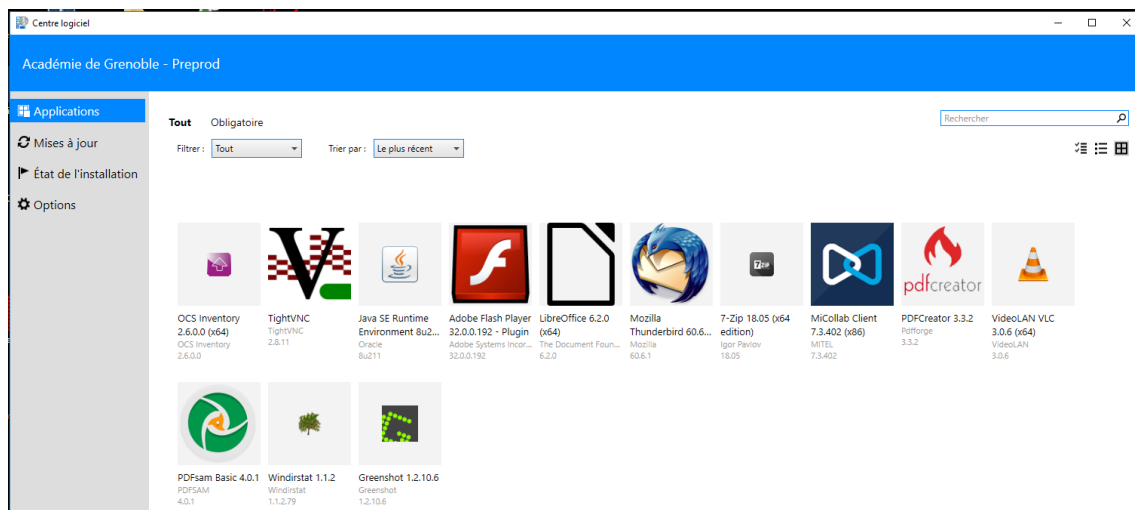 Centre logiciel
Académie de Grenoble - Preprod
Applications
Mises à jour
État de l'installation
Options
Tout Obligatoire
Rechercher
Filtrer : Tout Trier par : Le plus récent
7-Zip
pdfcreator
OCS Inventory
2.6.0.0 (x64)
OCS Inventory
2.6.0.0
TightVNC
TightVNC
2.8.11
Java SE Runtime
Environment 8u2...
Oracle
8u211
Adobe Flash Player
32.0.0.192 - Plugin
Adobe Systems Incor...
32.0.0.192
LibreOffice 6.2.0
(x64)
The Document Foun...
6.2.0
Mozilla
Thunderbird 60.6...
Mozilla
60.6.1
7-Zip 18.05 (x64
edition)
Igor Pavlov
18.05
MiCollab Client
7.3.402 (x86)
MITEL
7.3.402
PDFCreator 3.3.2
Pdfforge
3.3.2
VideoLAN VLC
3.0.6 (x64)
VideoLAN
3.0.6
PDFsam Basic 4.0.1
PDFSAM
4.0.1
Windirstat 1.1.2
Windirstat
1.1.2.79
Greenshot 1.2.10.6
Greenshot
1.2.10.6